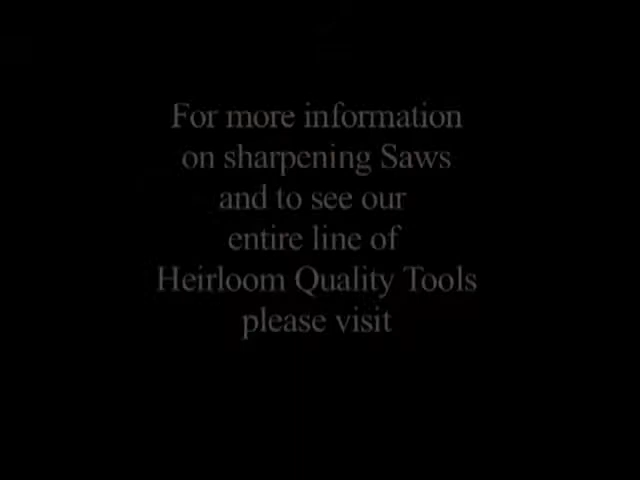 For more information
on sharpening Saws
and to see our
entire line of
Heirloom Quality Tools
please visit